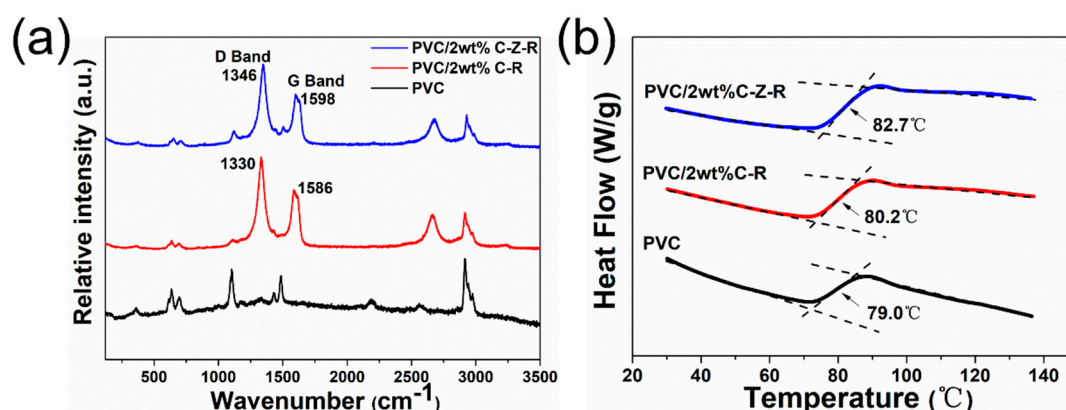 (a)
Relative intensity (a.u.)
D Band
1346
G Band
1598
PVC/2wt% C-Z-R
PVC/2wt% C-R
PVC
1330
1586
500 1000 1500 2000 2500 3000 3500
Wavenumber (cm⁻¹)
(b)
Heat Flow (W/g)
PVC/2wt%C-Z-R
82.7℃
PVC/2wt%C-R
80.2℃
PVC
79.0℃
20 40 60 80 100 120 140
Temperature (℃)